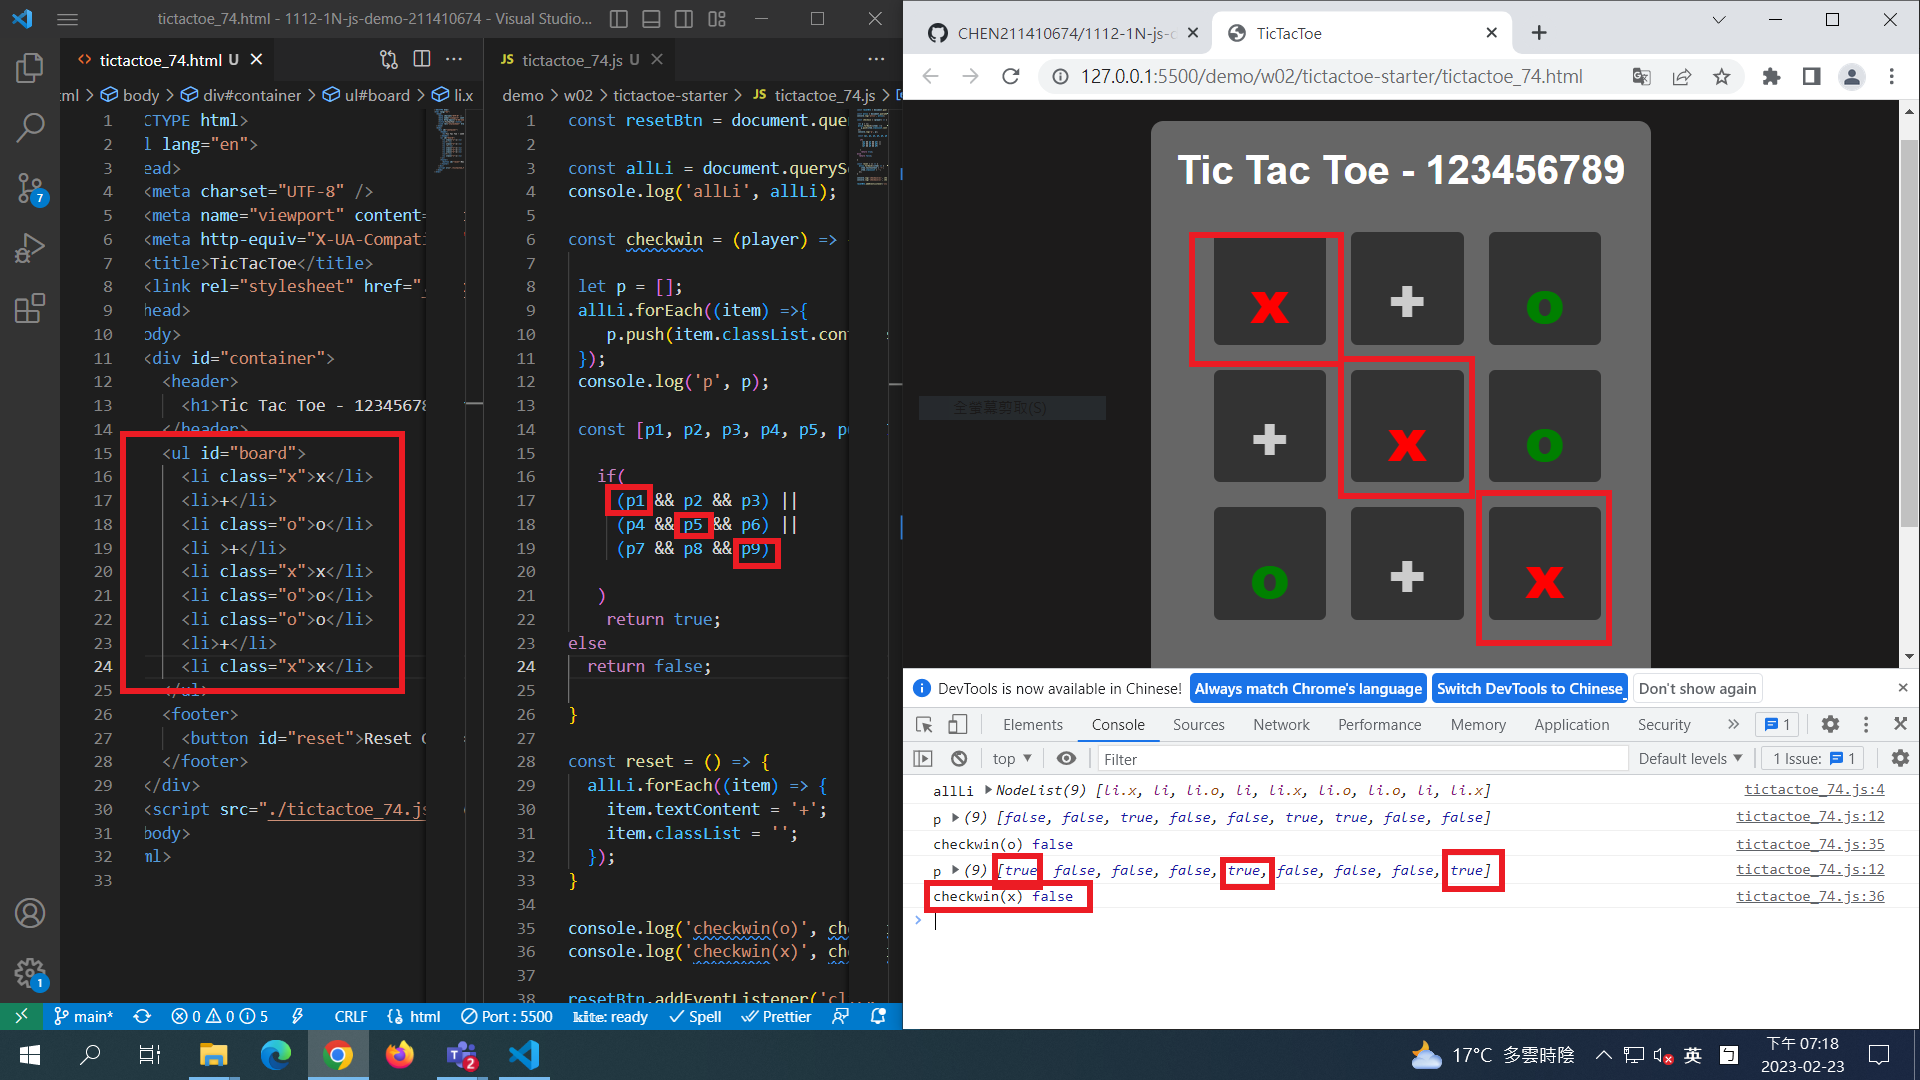 tictactoe_74.html - 1112-1N-js-demo-211410674 - Visual Studio...
<> tictactoe_74.html U
JS tictactoe_74.js U
ml > body > div#container > ul#board > li.x
demo > w02 > tictactoe-starter > JS tictactoe_74.js >
1 CTYPE html>
2 l lang="en">
3 ead>
4 <meta charset="UTF-8" />
5 <meta name="viewport" content=
6 <meta http-equiv="X-UA-Compati
7 <title>TicTacToe</title>
8 <link rel="stylesheet" href="
9 head>
10 ody>
11 <div id="container">
12 <header>
13 <h1>Tic Tac Toe - 12345678
14 </header>
15 <ul id="board">
16 <li class="x">x</li>
17 <li>+</li>
18 <li class="o">o</li>
19 <li >+</li>
20 <li class="x">x</li>
21 <li class="o">o</li>
22 <li class="o">o</li>
23 <li>+</li>
24 <li class="x">x</li>
25 </ul>
26 <footer>
27 <button id="reset">Reset
28 </footer>
29 </div>
30 <script src="./tictactoe_74.js
31 body>
32 ml>
33
1 const resetBtn = document.que
2
3 const allLi = document.queryS
4 console.log('allLi', allLi);
5
6 const checkwin = (player) =>
7
8 let p = [];
9 allLi.forEach((item) =>{
10 p.push(item.classList.con
11 });
12 console.log('p', p);
13
14 const [p1, p2, p3, p4, p5, p
15
16 if(
17 (p1 && p2 && p3) ||
18 (p4 && p5 && p6) ||
19 (p7 && p8 && p9)
20
21 )
22 return true;
23 else
24 return false;
25
26 }
27
28 const reset = () => {
29 allLi.forEach((item) => {
30 item.textContent = '+';
31 item.classList = '';
32 });
33 }
34
35 console.log('checkwin(o)', ch
36 console.log('checkwin(x)', ch
37
38 resetBtn.addEventListener('cl
7
1
main* 0 0 5 CRLF html Port : 5500 kite: ready Spell Prettier
CHEN211410674/1112-1N-js-d
TicTacToe
127.0.0.1:5500/demo/w02/tictactoe-starter/tictactoe_74.html
Tic Tac Toe - 123456789
x + o
+ x o
o + x
全螢幕剪取(S)
DevTools is now available in Chinese! Always match Chrome's language Switch DevTools to Chinese Don't show again
Elements Console Sources Network Performance Memory Application Security » 1
top Filter Default levels 1 Issue: 1
allLi NodeList(9) [li.x, li, li.o, li, li.x, li.o, li.o, li, li.x] tictactoe_74.js:4
p (9) [false, false, true, false, false, true, true, false, false] tictactoe_74.js:12
checkwin(o) false tictactoe_74.js:35
p (9) [true, false, false, false, true, false, false, false, true] tictactoe_74.js:12
checkwin(x) false tictactoe_74.js:36
>
2
17°C 多雲時陰
英
下午 07:18
2023-02-23